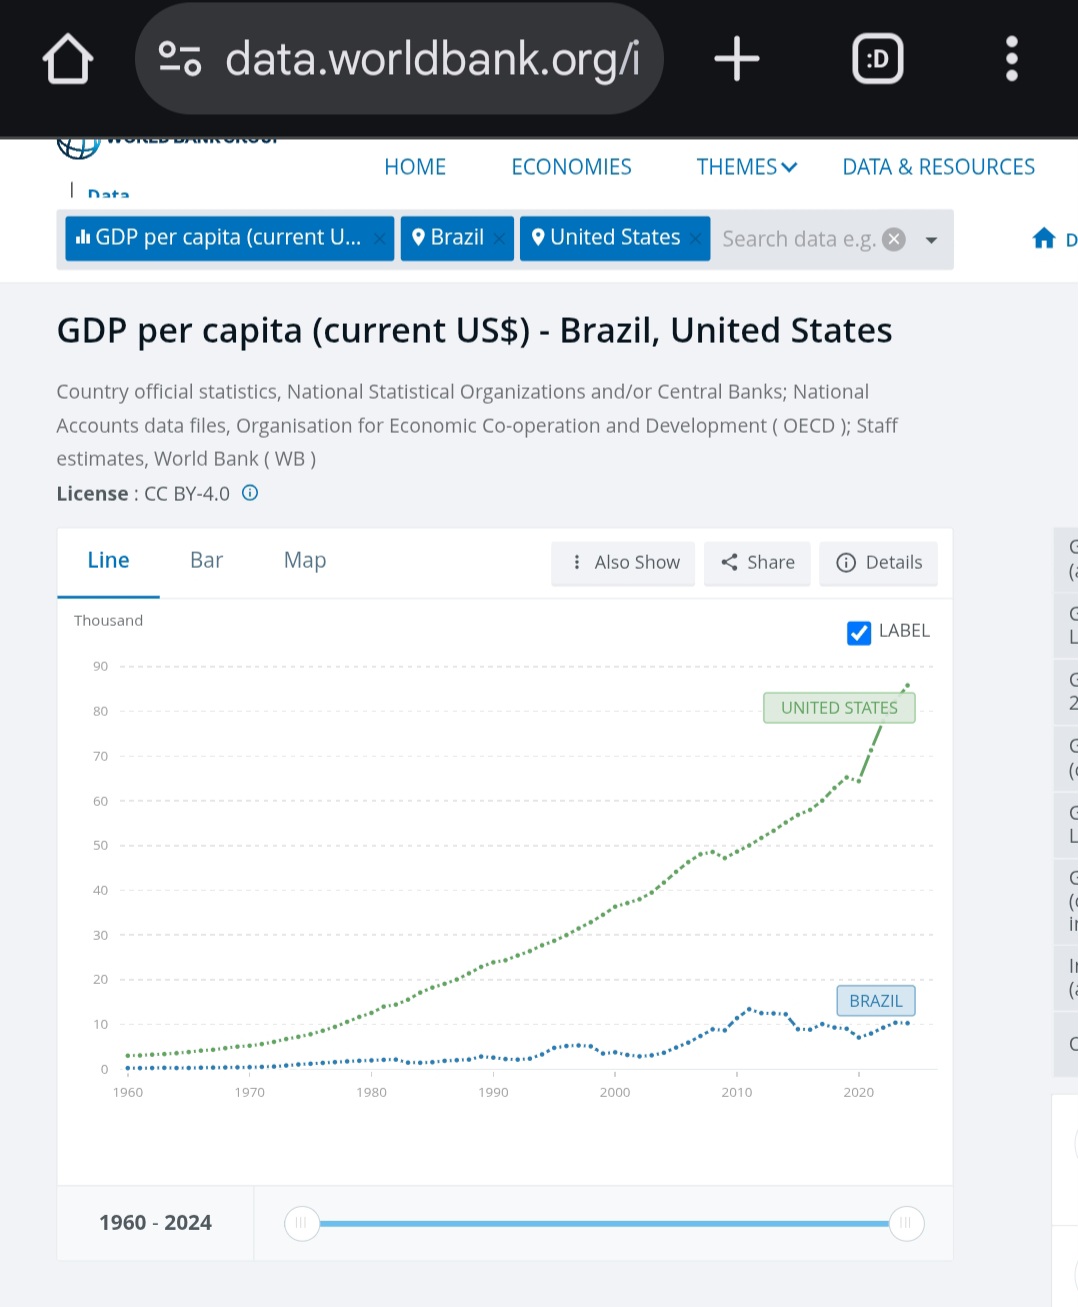 data.worldbank.org/i
:D
WORLD BANK GROUP
Data
HOME ECONOMIES THEMES DATA & RESOURCES
GDP per capita (current U... × Brazil × United States × Search data e.g.
D
GDP per capita (current US$) - Brazil, United States
Country official statistics, National Statistical Organizations and/or Central Banks; National
Accounts data files, Organisation for Economic Co-operation and Development ( OECD ); Staff
estimates, World Bank ( WB )
License : CC BY-4.0
Line Bar Map Also Show Share Details
Thousand
LABEL
90
80
70
60
50
40
30
20
10
0
UNITED STATES
BRAZIL
1960 1970 1980 1990 2000 2010 2020
1960 - 2024